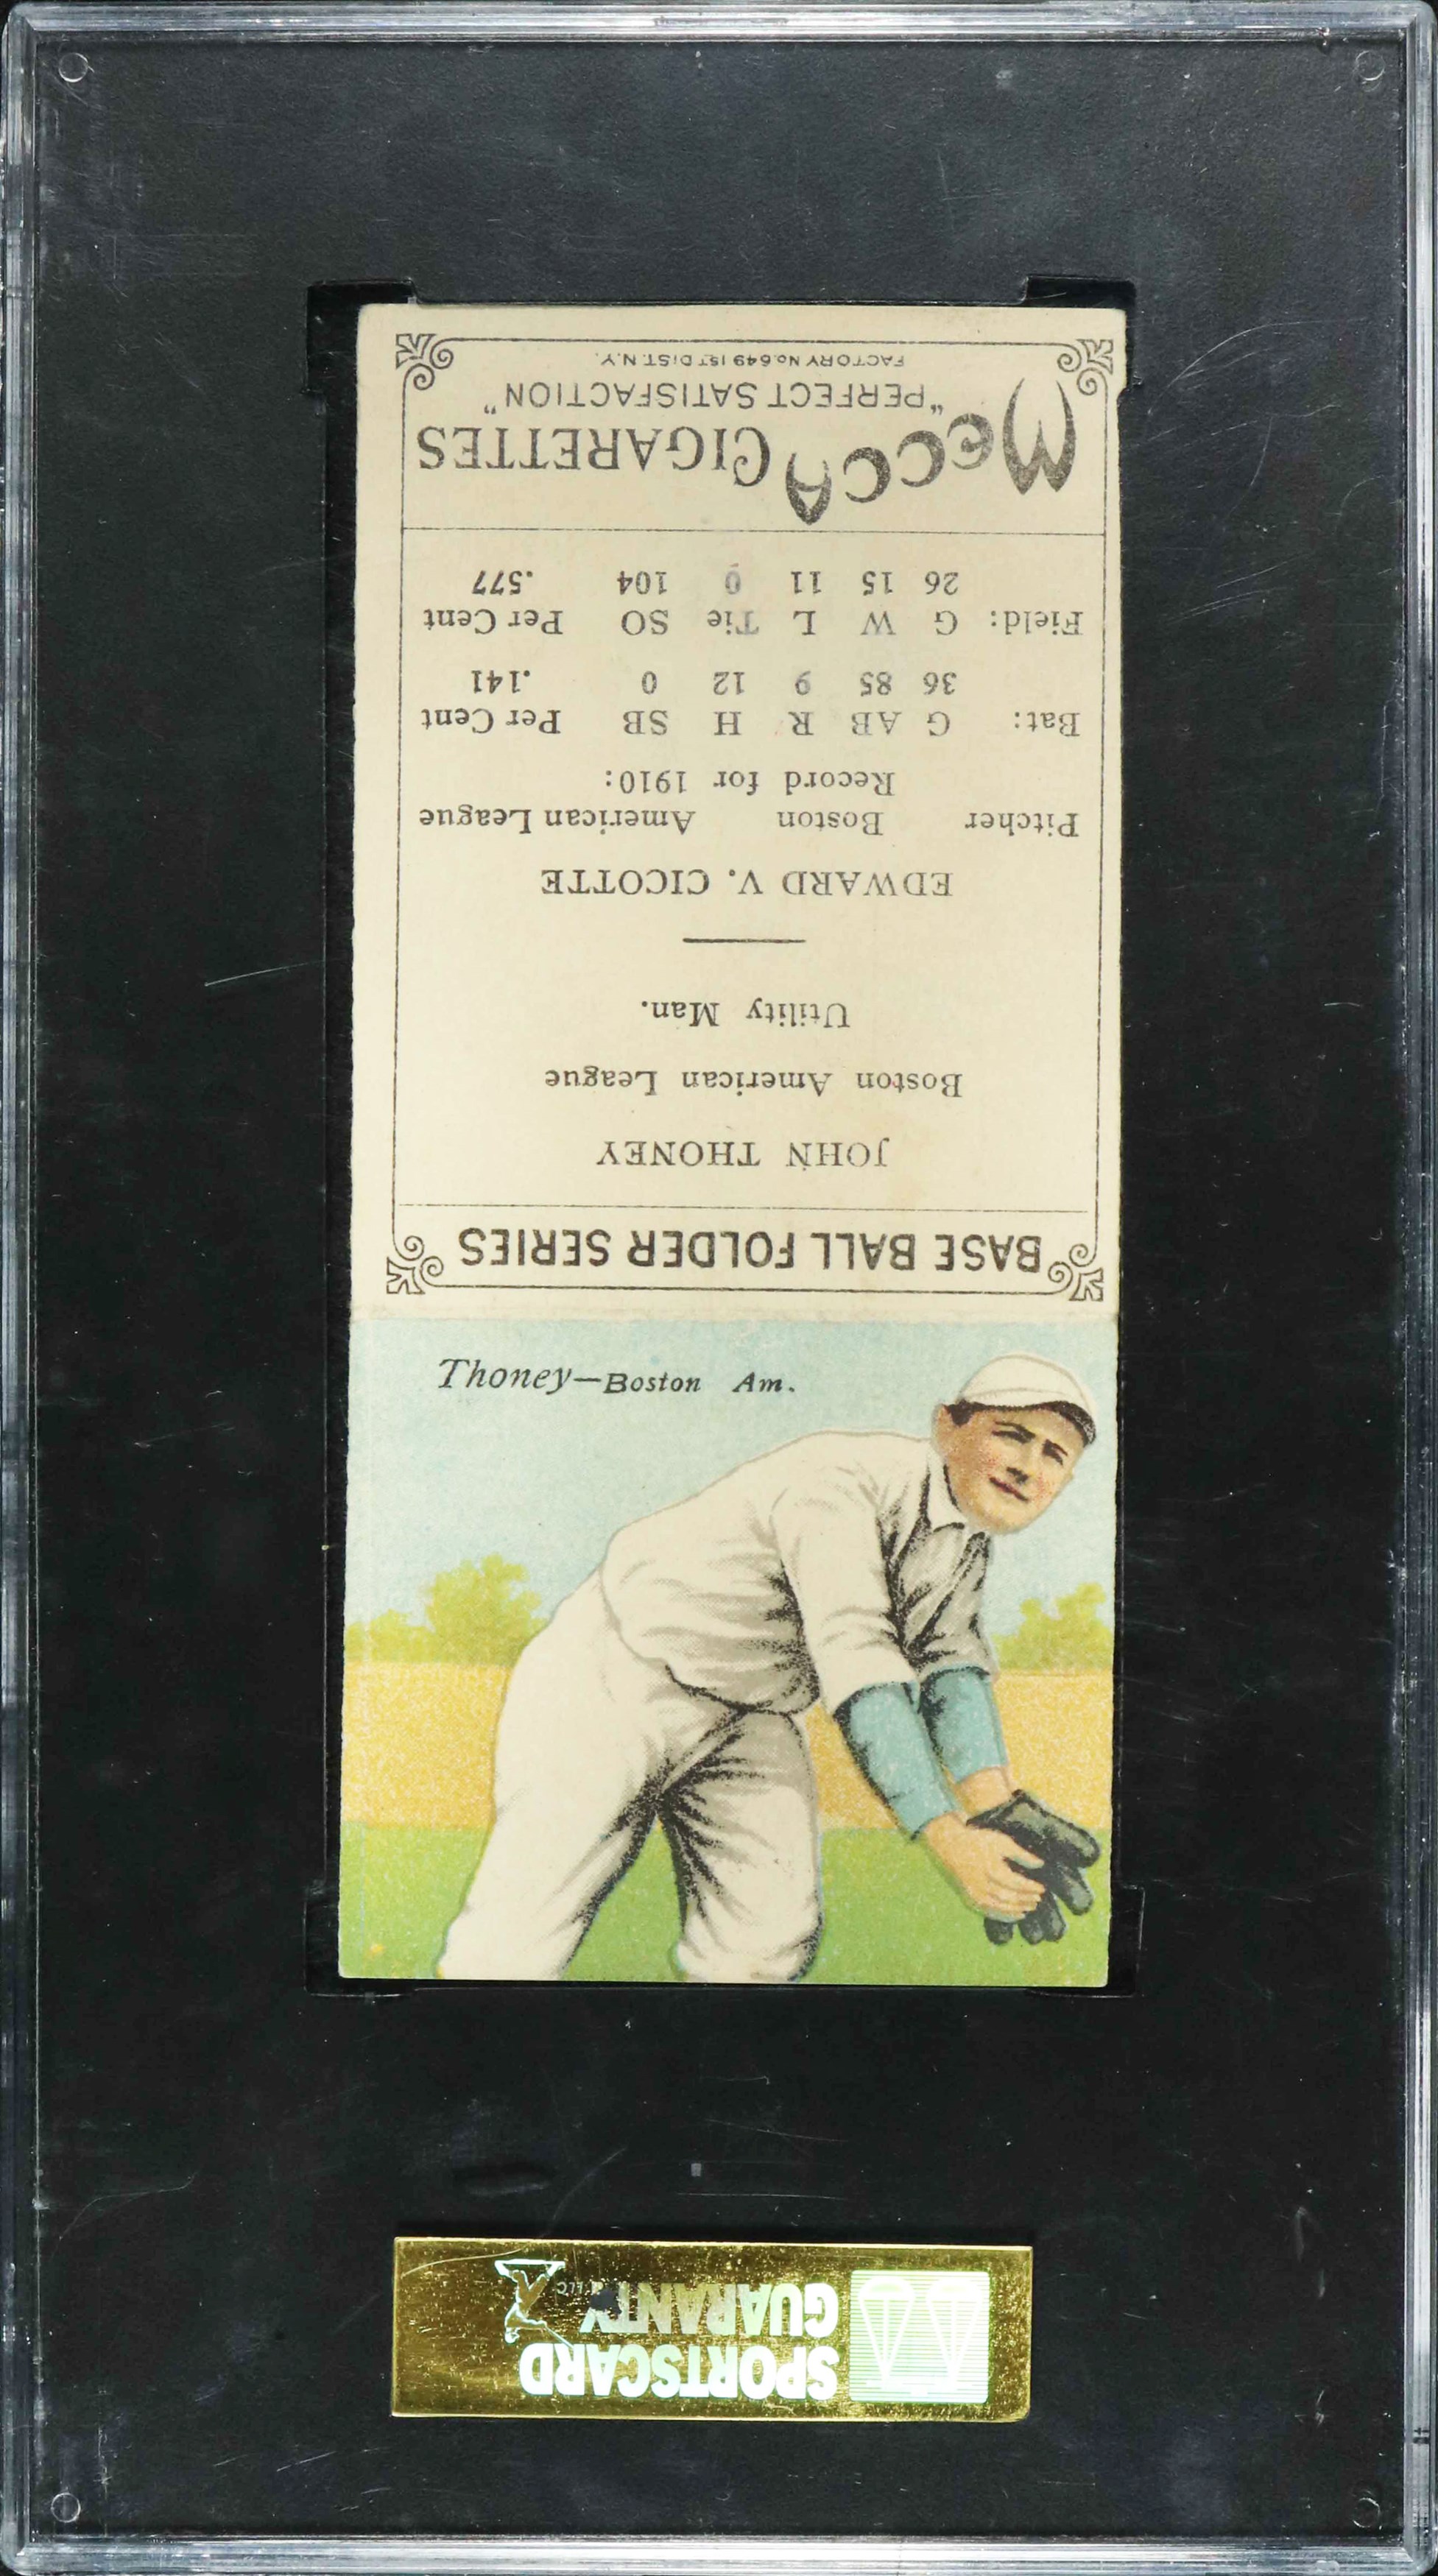 BASE BALL FOLDER SERIES
JOHN THONEY
Boston American League
Utility Man.
EDWARD V. CICOTTE
Pitcher Boston American League
Record for 1910:
Bat: G AB R H SB Per Cent
36 85 9 12 0 .141
Field: G W L Tie SO Per Cent
26 15 11 0 104 .577
MECCA CIGARETTES
"PERFECT SATISFACTION"
FACTORY No. 649 1ST DIST. N.Y.
Thoney—Boston Am.
SPORTSCARD
GUARANTY LLC